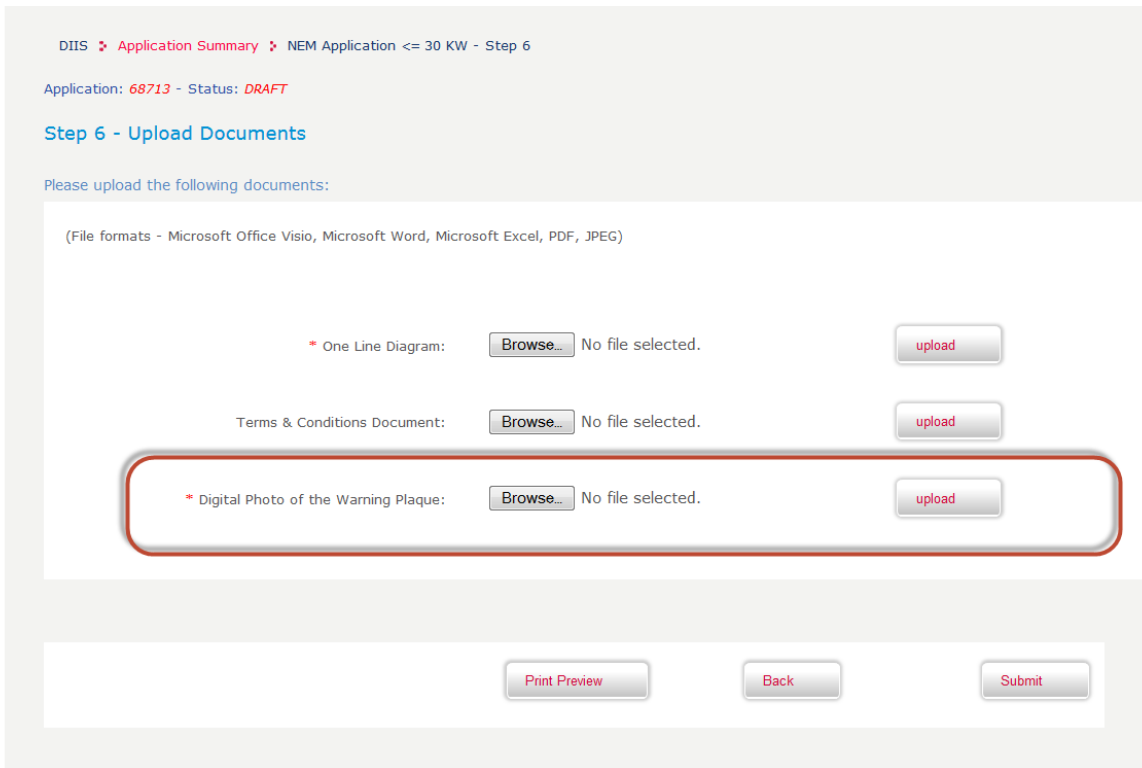 DIIS Application Summary NEM Application <= 30 KW - Step 6
Application: 68713 - Status: DRAFT
Step 6 - Upload Documents
Please upload the following documents:
(File formats - Microsoft Office Visio, Microsoft Word, Microsoft Excel, PDF, JPEG)
* One Line Diagram: Browse... No file selected. upload
Terms & Conditions Document: Browse... No file selected. upload
* Digital Photo of the Warning Plaque: Browse... No file selected. upload
Print Preview Back Submit